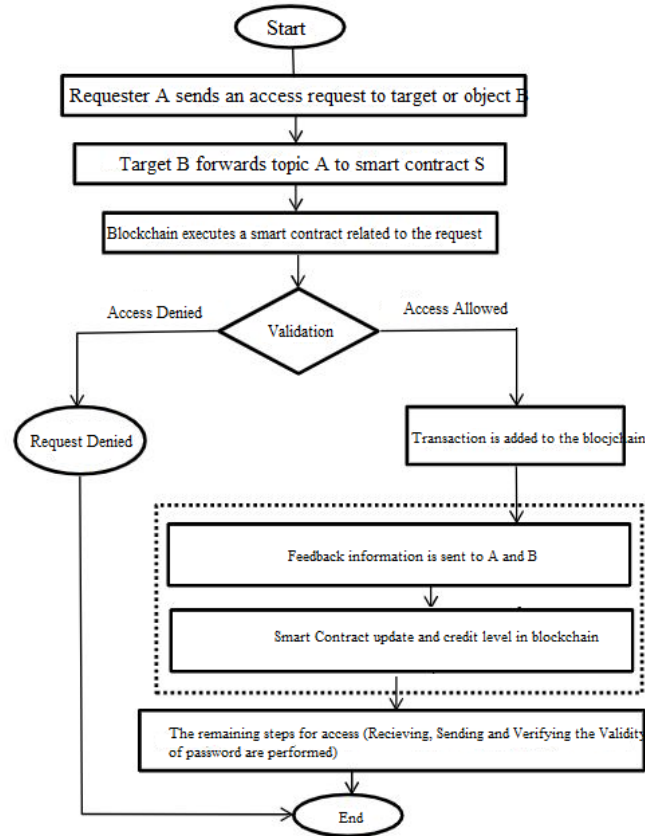 Start
Requester A sends an access request to target or object B
Target B forwards topic A to smart contract S
Blockchain executes a smart contract related to the request
Access Denied
Access Allowed
Validation
Request Denied
Transaction is added to the blocjchain
Feedback information is sent to A and B
Smart Contract update and credit level in blockchain
The remaining steps for access (Recieving, Sending and Verifying the Validity
of password are performed)
End